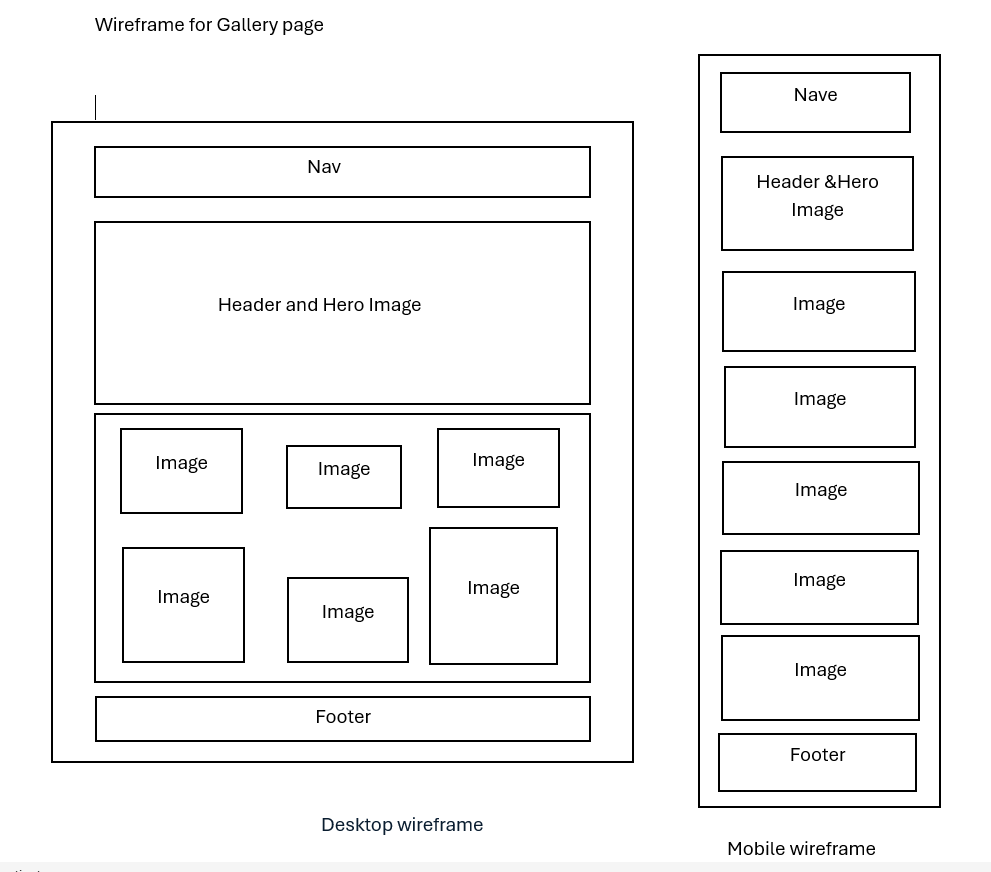 Wireframe for Gallery page
Nav
Header and Hero Image
Image
Image
Image
Image
Image
Image
Footer
Desktop wireframe
Nave
Header &Hero
Image
Image
Image
Image
Image
Image
Footer
Mobile wireframe